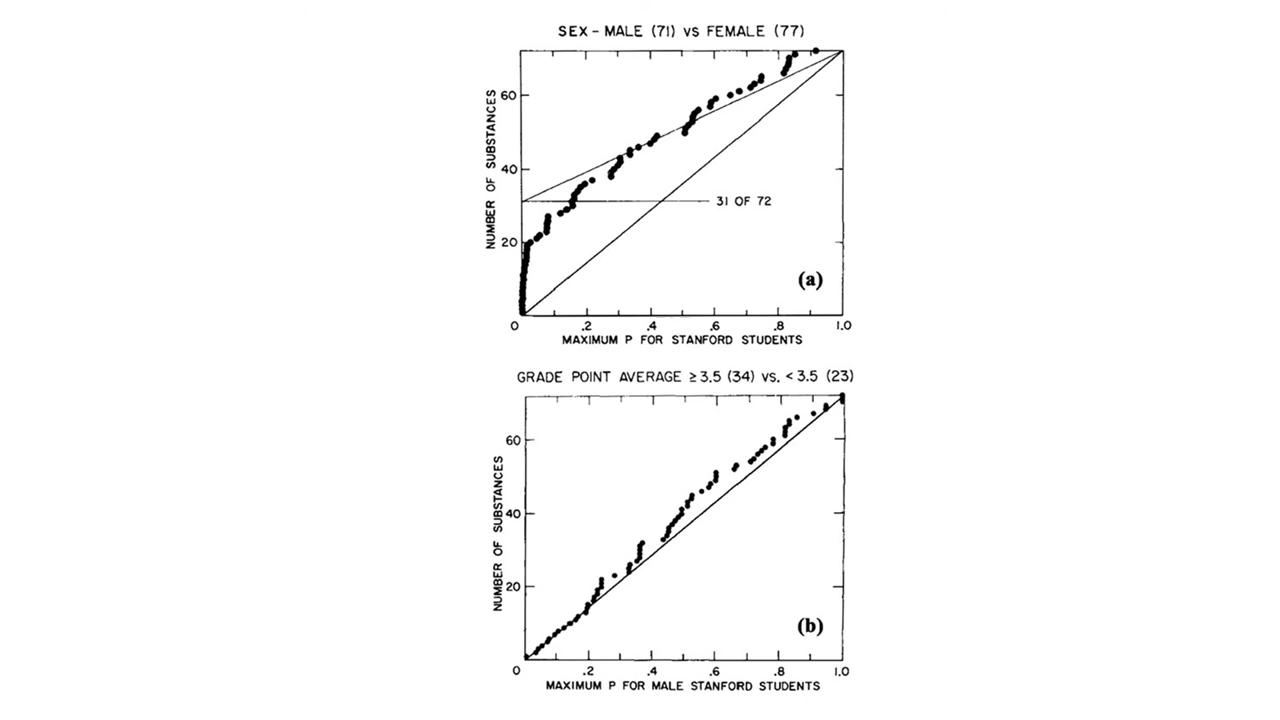 SEX - MALE (71) vs FEMALE (77)
NUMBER OF SUBSTANCES
60
40
20
31 OF 72
(a)
0 .2 .4 .6 .8 1.0
MAXIMUM P FOR STANFORD STUDENTS
GRADE POINT AVERAGE ≥ 3.5 (34) vs. < 3.5 (23)
NUMBER OF SUBSTANCES
60
40
20
(b)
0 .2 .4 .6 .8 1.0
MAXIMUM P FOR MALE STANFORD STUDENTS